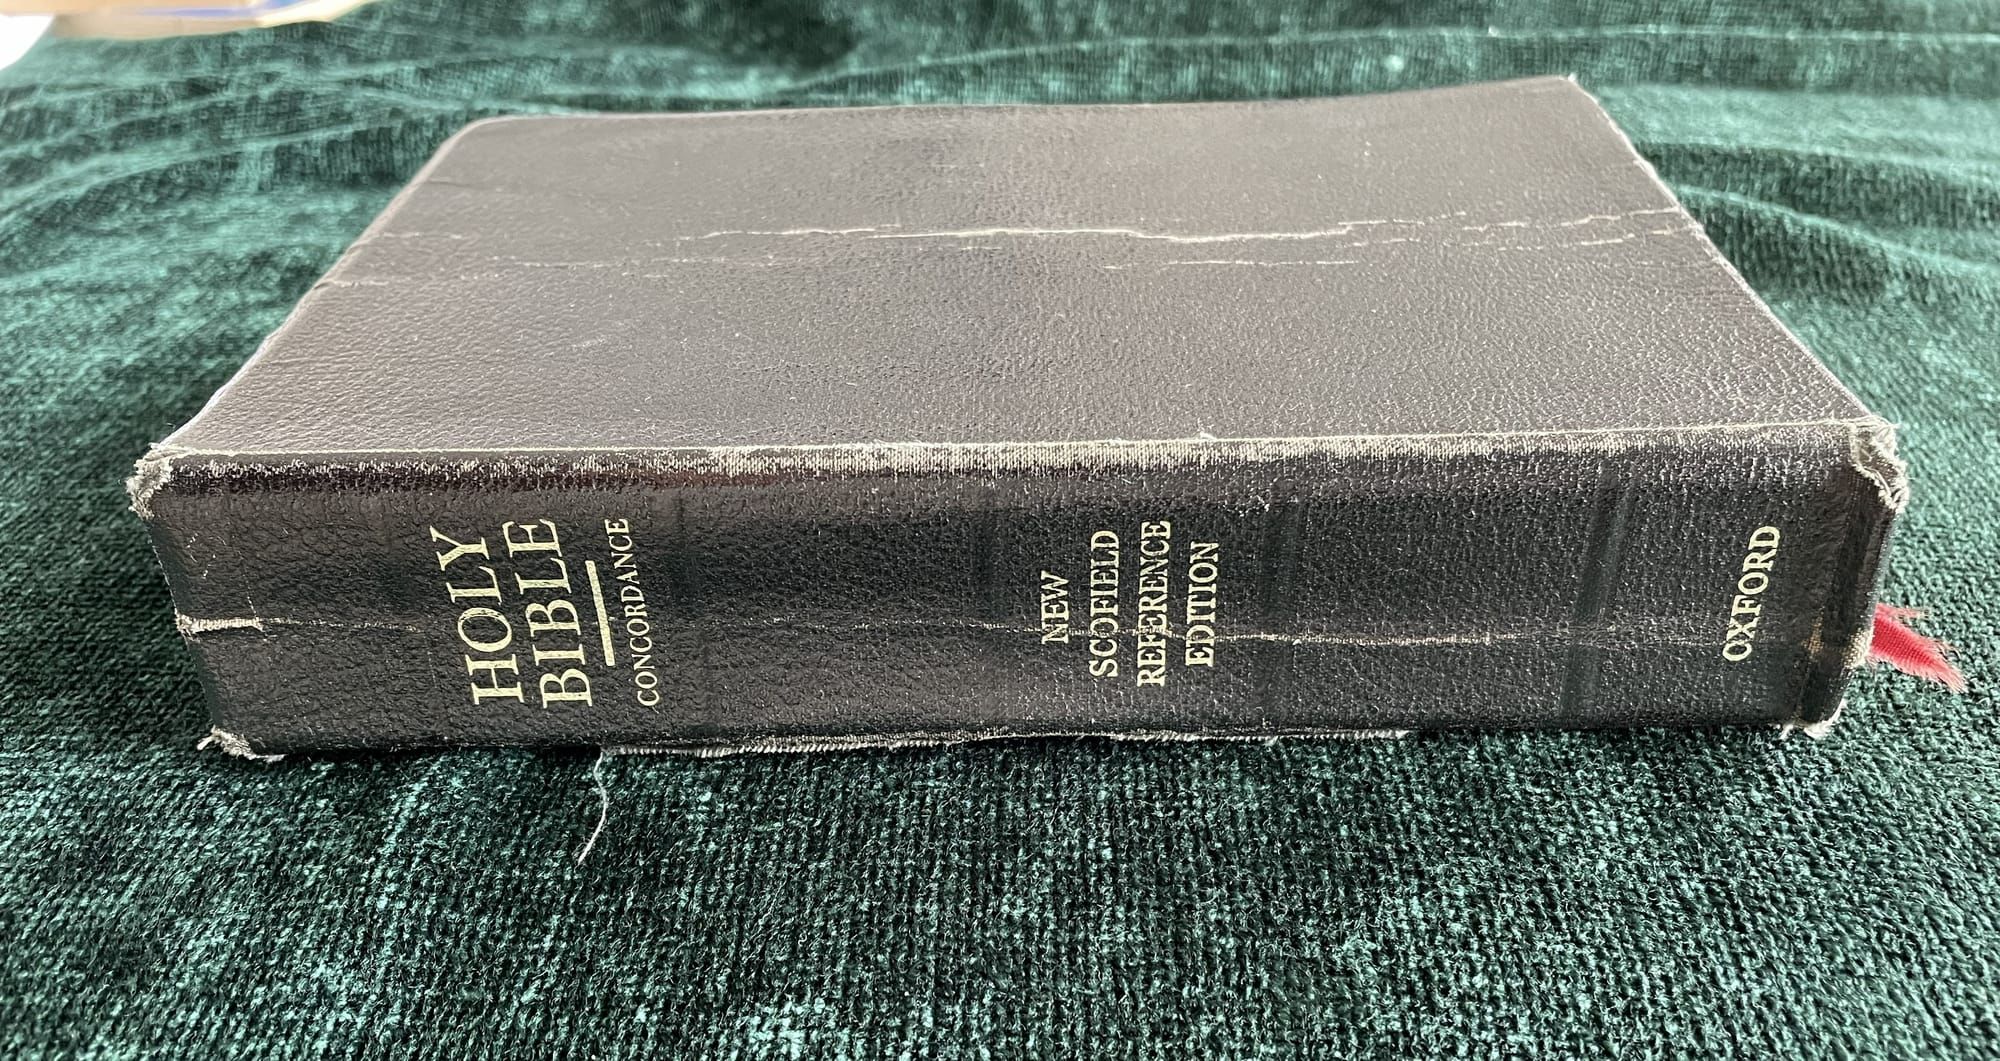 HOLY
BIBLE
CONCORDANCE
NEW
SCOFIELD
REFERENCE
EDITION
OXFORD